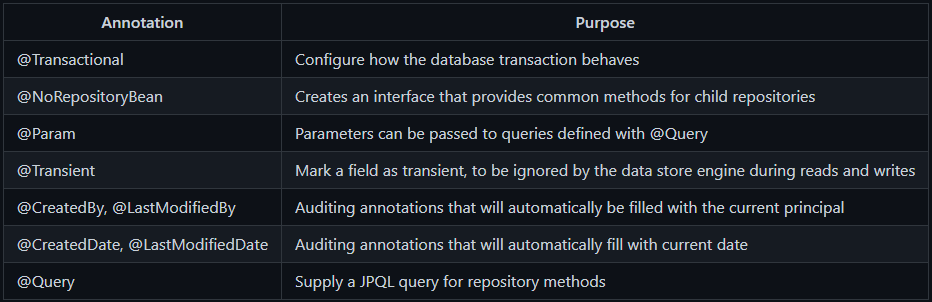 Annotation Purpose
@Transactional Configure how the database transaction behaves
@NoRepositoryBean Creates an interface that provides common methods for child repositories
@Param Parameters can be passed to queries defined with @Query
@Transient Mark a field as transient, to be ignored by the data store engine during reads and writes
@CreatedBy, @LastModifiedBy Auditing annotations that will automatically be filled with the current principal
@CreatedDate, @LastModifiedDate Auditing annotations that will automatically fill with current date
@Query Supply a JPQL query for repository methods